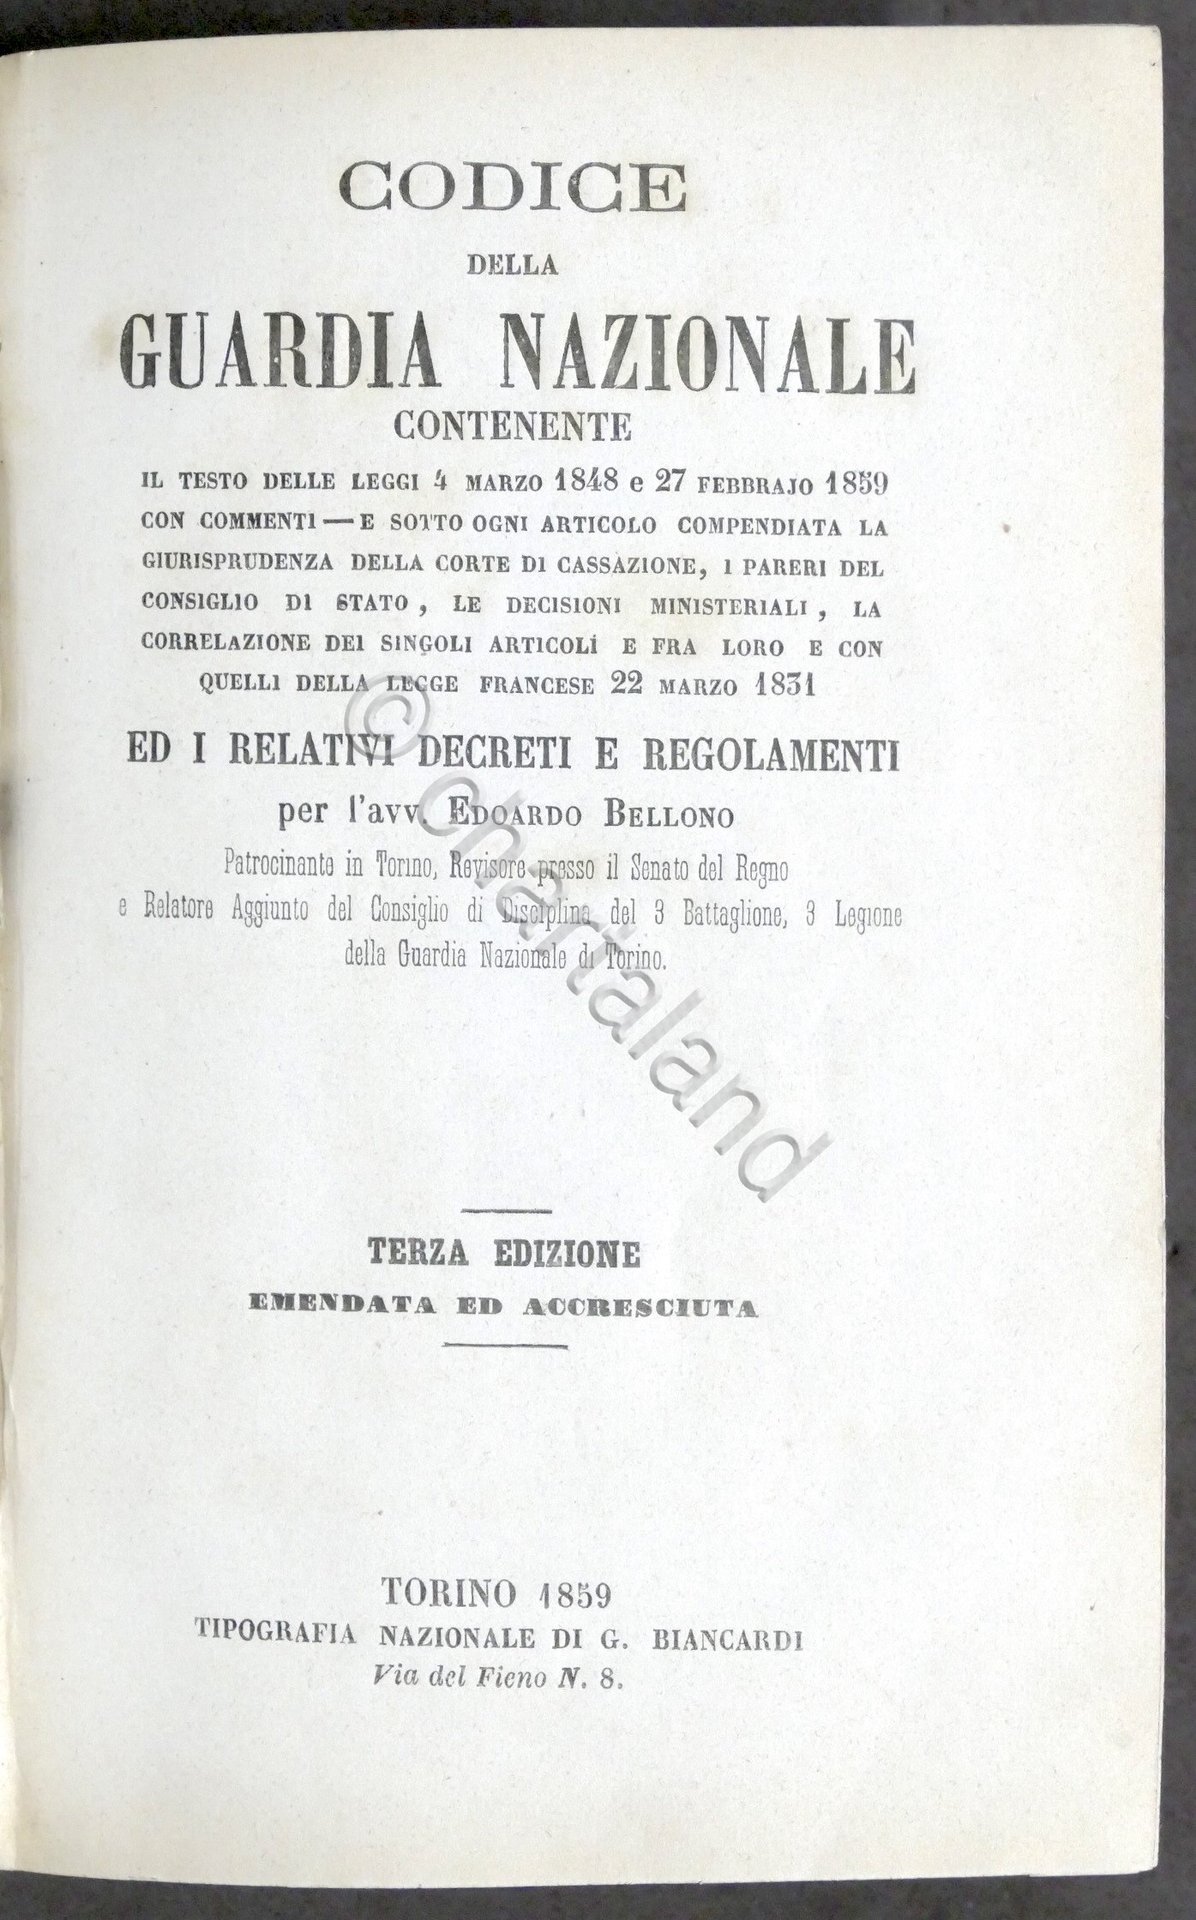 CODICE
DELLA
GUARDIA NAZIONALE
CONTENENTE
IL TESTO DELLE LEGGI 4 MARZO 1848 e 27 FEBBRAJO 1859
CON COMMENTI — E SOTTO OGNI ARTICOLO COMPENDIATA LA
GIURISPRUDENZA DELLA CORTE DI CASSAZIONE, I PARERI DEL
CONSIGLIO DI STATO, LE DECISIONI MINISTERIALI, LA
CORRELAZIONE DEI SINGOLI ARTICOLI E FRA LORO E CON
QUELLI DELLA LEGGE FRANCESE 22 MARZO 1831
ED I RELATIVI DECRETI E REGOLAMENTI
per l'avv. EDOARDO BELLONO
Patrocinante in Torino, Revisore presso il Senato del Regno
e Relatore Aggiunto del Consiglio di Disciplina del 3 Battaglione, 3 Legione
della Guardia Nazionale di Torino.
© chartaland
TERZA EDIZIONE
EMENDATA ED ACCRESCIUTA
TORINO 1859
TIPOGRAFIA NAZIONALE DI G. BIANCARDI
Via del Fieno N. 8.